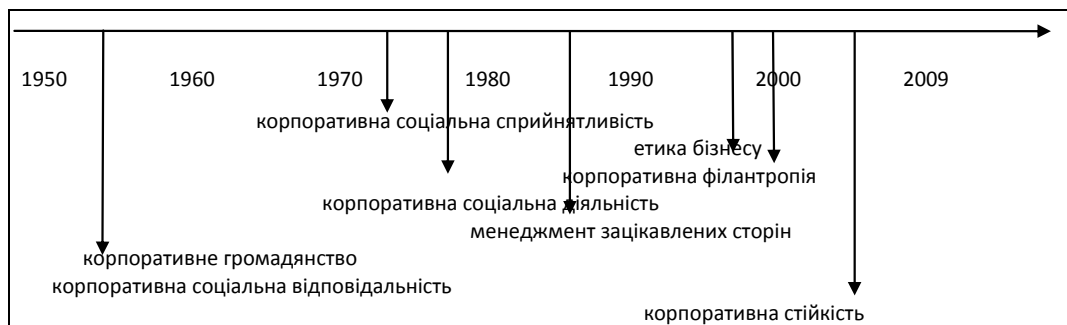 1950 1960 1970 1980 1990 2000 2009
корпоративна соціальна сприйнятливість
етика бізнесу
корпоративна філантропія
корпоративна соціальна діяльність
менеджмент зацікавлених сторін
корпоративне громадянство
корпоративна соціальна відповідальність
корпоративна стійкість